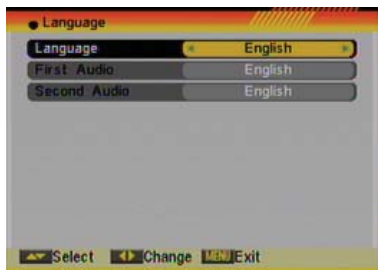 Language
Language English
First Audio English
Second Audio English
Select Change MENU Exit